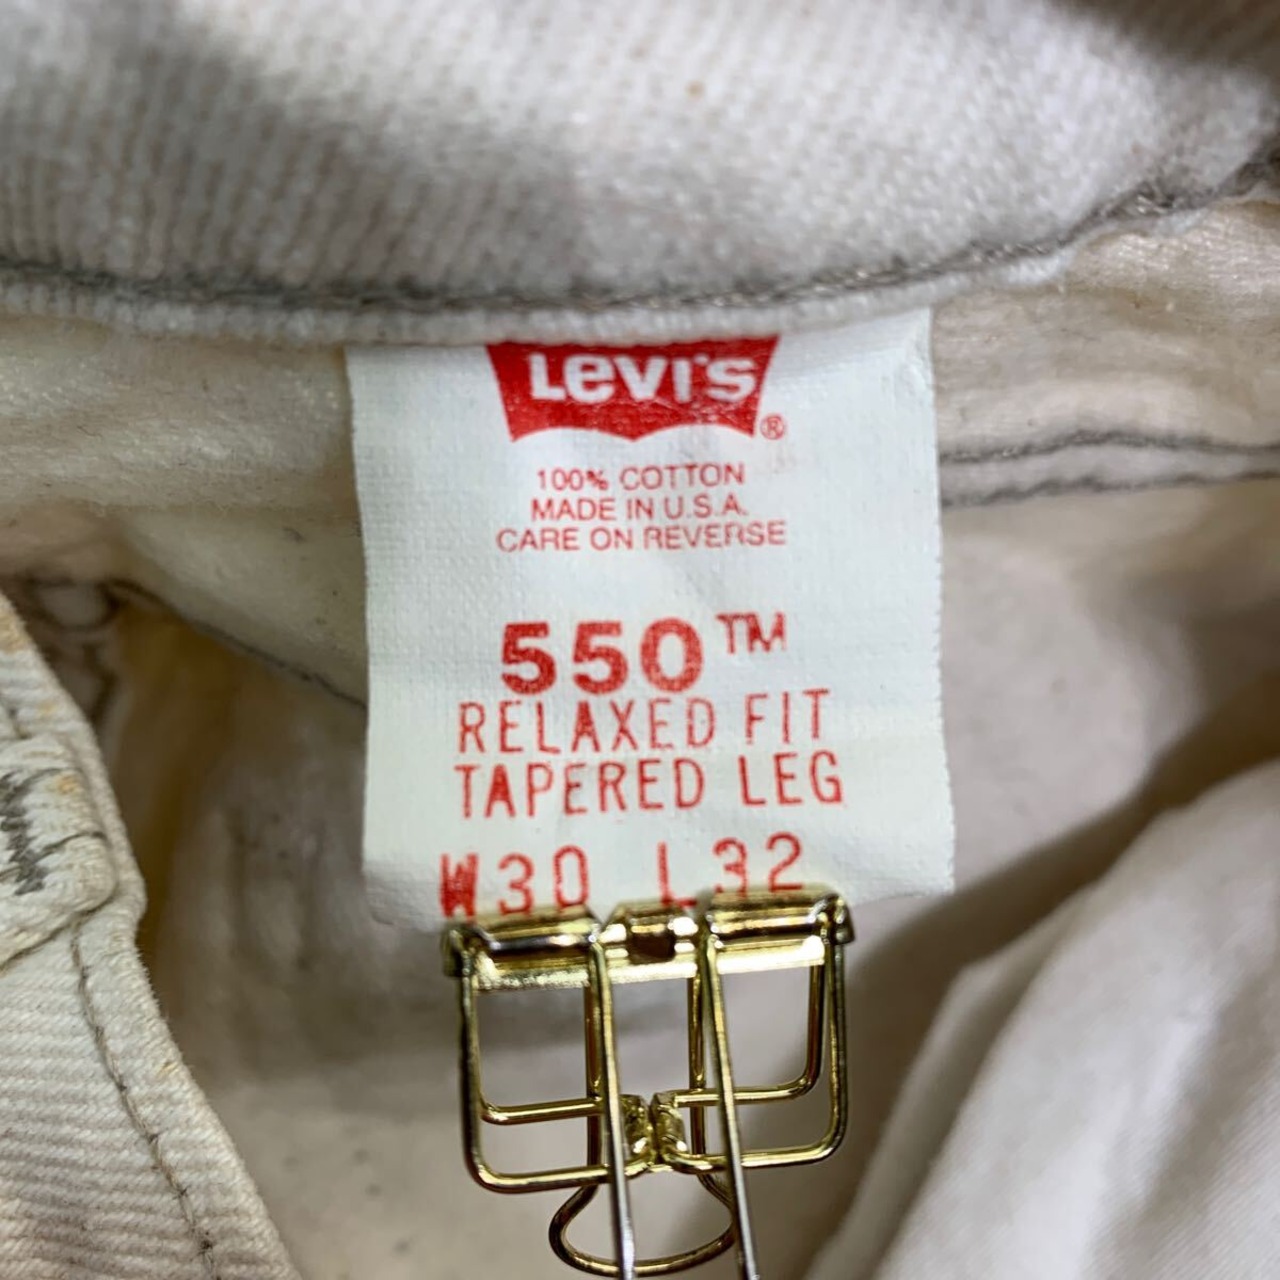 Levi's®
100% COTTON
MADE IN U.S.A.
CARE ON REVERSE
550™
RELAXED FIT
TAPERED LEG
W30 L32